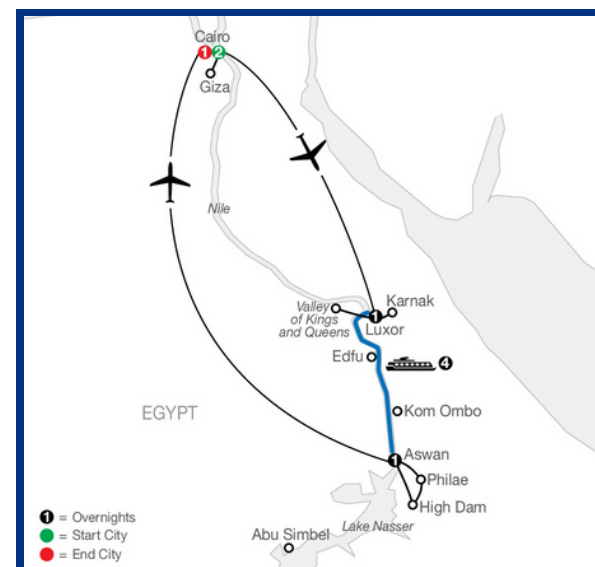 Cairo
1 2
Giza
Nile
Valley
of Kings
and Queens
Karnak
1
Luxor
Edfu
4
EGYPT
Kom Ombo
1 Aswan
Philae
High Dam
Lake Nasser
Abu Simbel
1 = Overnights
= Start City
= End City